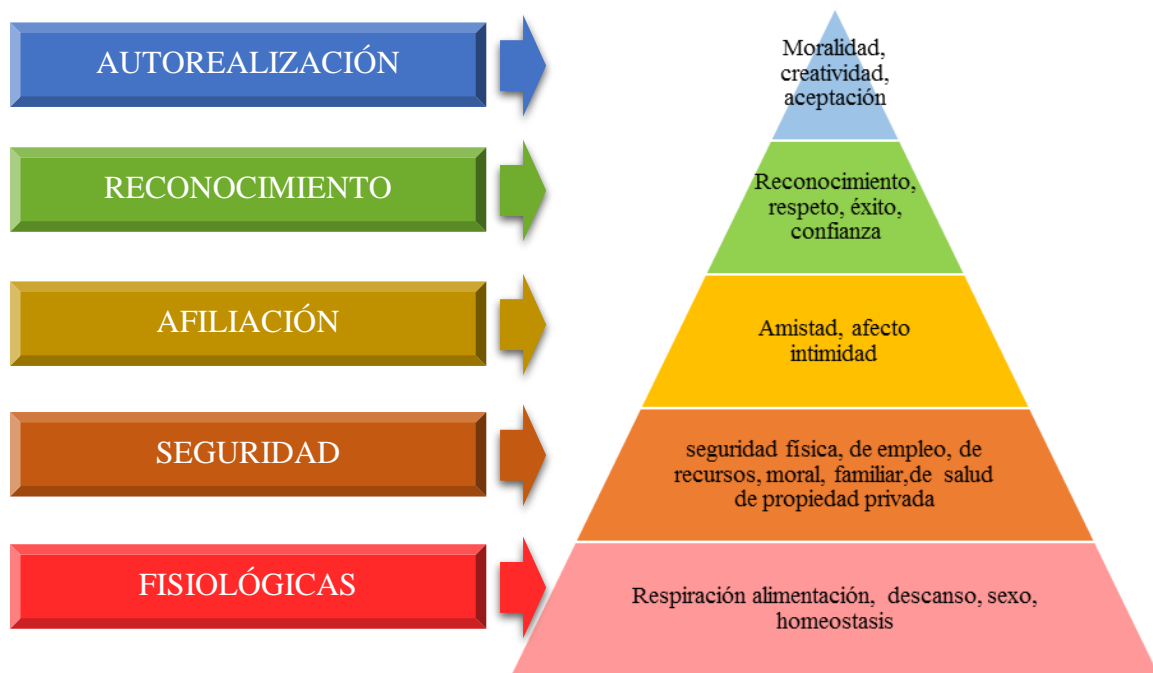 AUTOREALIZACIÓN
Moralidad,
creatividad,
aceptación
RECONOCIMIENTO
Reconocimiento,
respeto, éxito,
confianza
AFILIACIÓN
Amistad, afecto
intimidad
SEGURIDAD
seguridad física, de empleo, de
recursos, moral, familiar,de salud
de propiedad privada
FISIOLÓGICAS
Respiración alimentación, descanso, sexo,
homeostasis